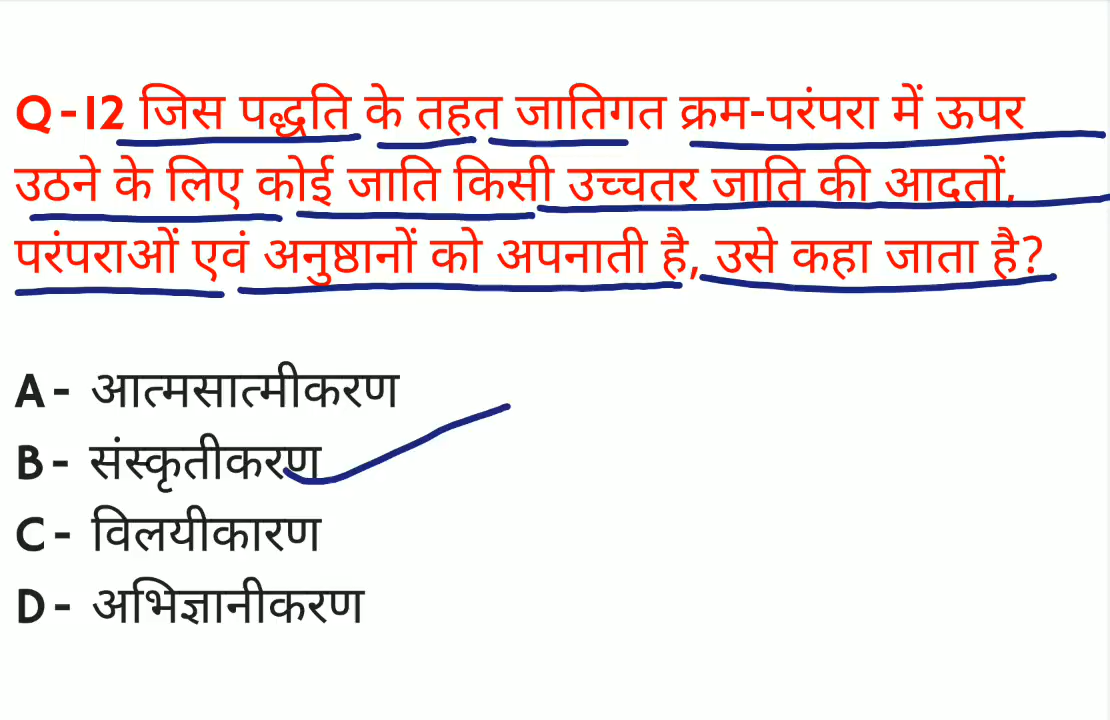 Q-12 जिस पद्धति के तहत जातिगत क्रम-परंपरा में ऊपर
उठने के लिए कोई जाति किसी उच्चतर जाति की आदतों,
परंपराओं एवं अनुष्ठानों को अपनाती है, उसे कहा जाता है?
A- आत्मसात्मीकरण
B- संस्कृतीकरण
C- विलयीकारण
D- अभिज्ञानीकरण